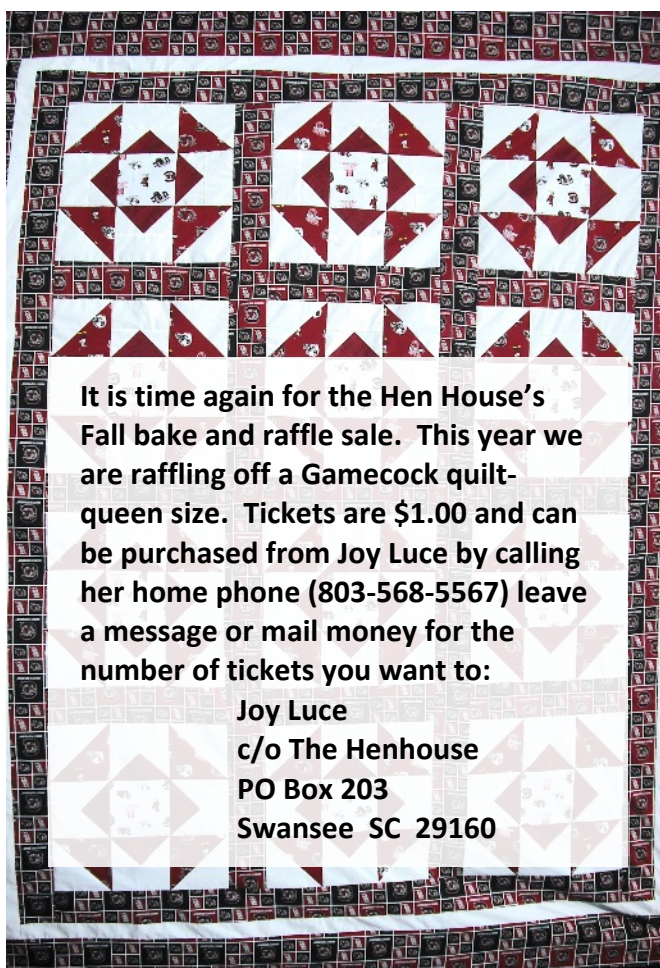 It is time again for the Hen House’s
Fall bake and raffle sale.  This year we
are raffling off a Gamecock quilt-
queen size.  Tickets are $1.00 and can
be purchased from Joy Luce by calling
her home phone (803-568-5567) leave
a message or mail money for the
number of tickets you want to:
Joy Luce
c/o The Henhouse
PO Box 203
Swansee  SC  29160